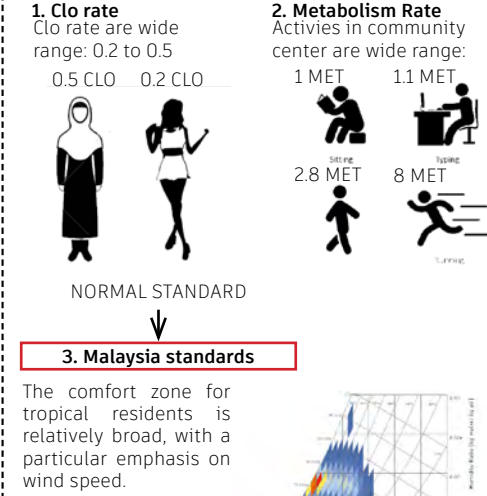 1. Clo rate
Clo rate are wide
range: 0.2 to 0.5
0.5 CLO 0.2 CLO
2. Metabolism Rate
Activies in community
center are wide range:
1 MET 1.1 MET
Sitting Typing
2.8 MET 8 MET
Running
NORMAL STANDARD
3. Malaysia standards
The comfort zone for
tropical residents is
relatively broad, with a
particular emphasis on
wind speed.